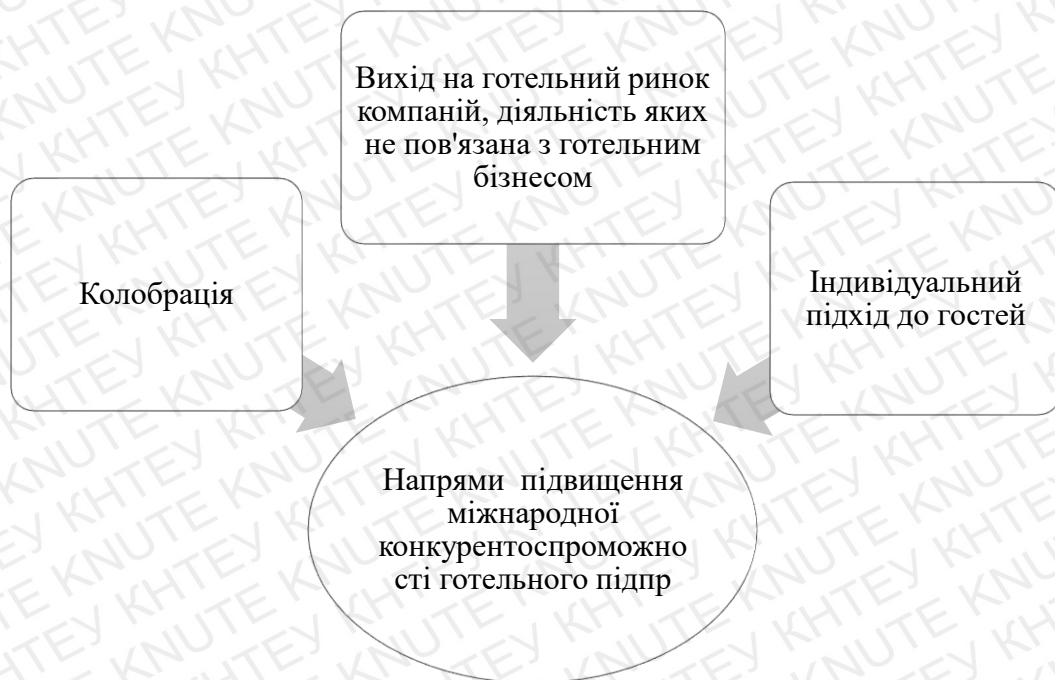 Вихід на готельний ринок
компаній, діяльність яких
не пов'язана з готельним
бізнесом
Колобрація
Індивідуальний
підхід до гостей
Напрями підвищення
міжнародної
конкурентоспроможно
сті готельного підпр